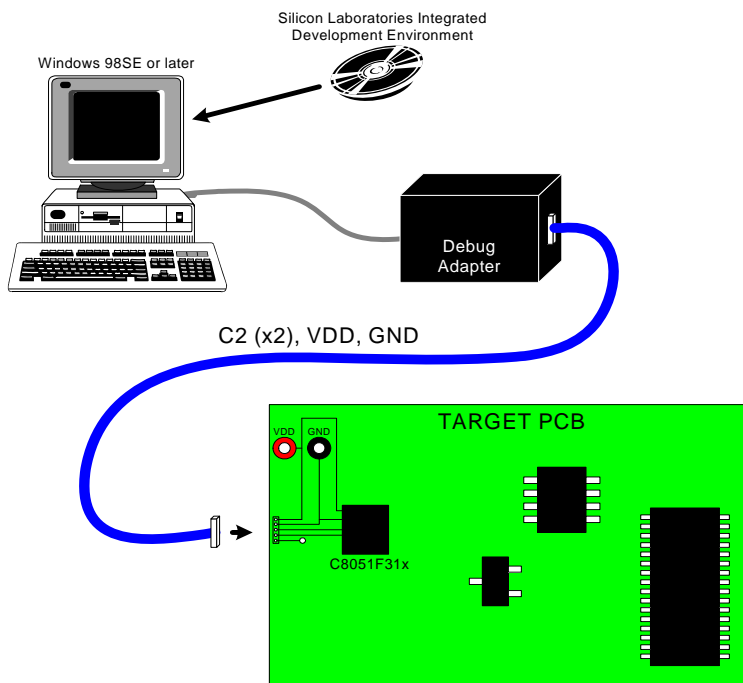 Silicon Laboratories Integrated
Development Environment
Windows 98SE or later
Debug
Adapter
C2 (x2), VDD, GND
TARGET PCB
VDD
GND
C8051F31x